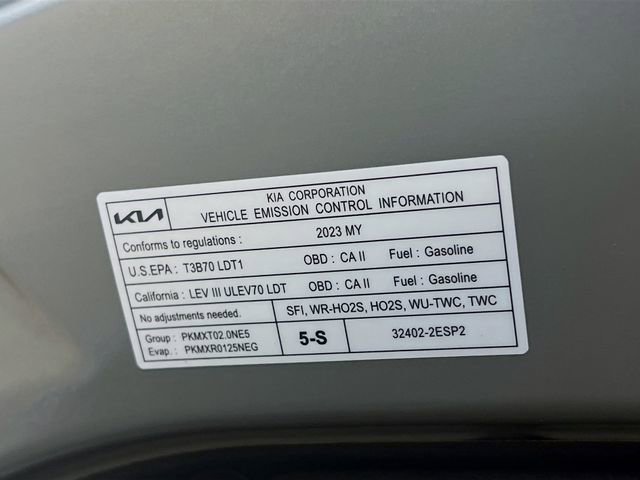 KIA
KIA CORPORATION
VEHICLE EMISSION CONTROL INFORMATION
Conforms to regulations : 2023 MY
U.S.EPA : T3B70 LDT1 OBD : CA II Fuel : Gasoline
California : LEV III ULEV70 LDT OBD : CA II Fuel : Gasoline
No adjustments needed. SFI, WR-HO2S, HO2S, WU-TWC, TWC
Group : PKMXT02.0NE5
Evap. : PKMXR0125NEG
5-S
32402-2ESP2